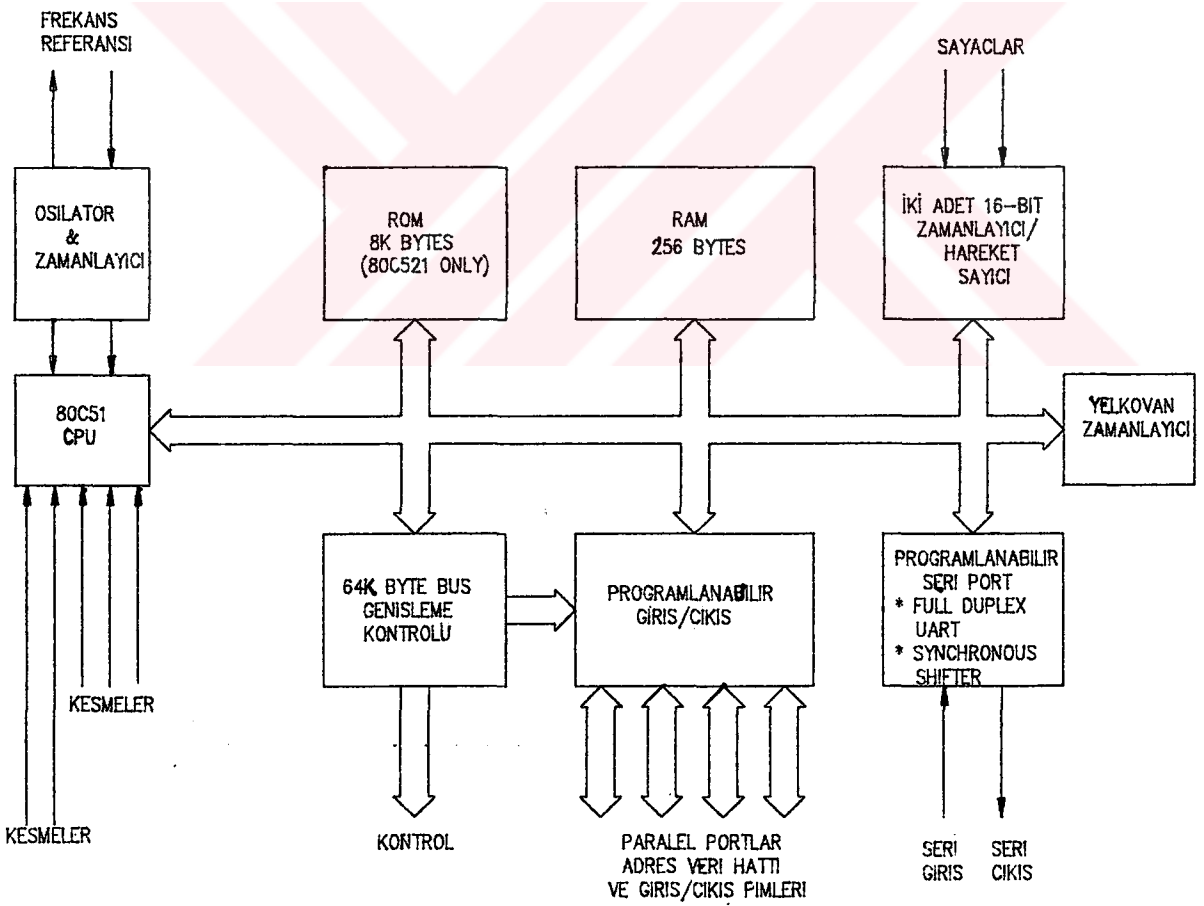 FREKANS
REFERANSI
SAYACLAR
OSILATOR
&
ZAMANLAYICI
ROM
8K BYTES
(80C521 ONLY)
RAM
256 BYTES
İKİ ADET 16-BIT
ZAMANLAYICI/
HAREKET
SAYICI
80C51
CPU
YELKOVAN
ZAMANLAYICI
64K BYTE BUS
GENISLEME
KONTROLÜ
PROGRAMLANABILIR
GIRIS/CIKIS
PROGRAMLANABILIR
SERI PORT
* FULL DUPLEX
UART
* SYNCHRONOUS
SHIFTER
KESMELER
KESMELER
KONTROL
PARALEL PORTLAR
ADRES VERI HATTI
VE GIRIS/CIKIS PIMLERI
SERI
GIRIS
SERI
CIKIS